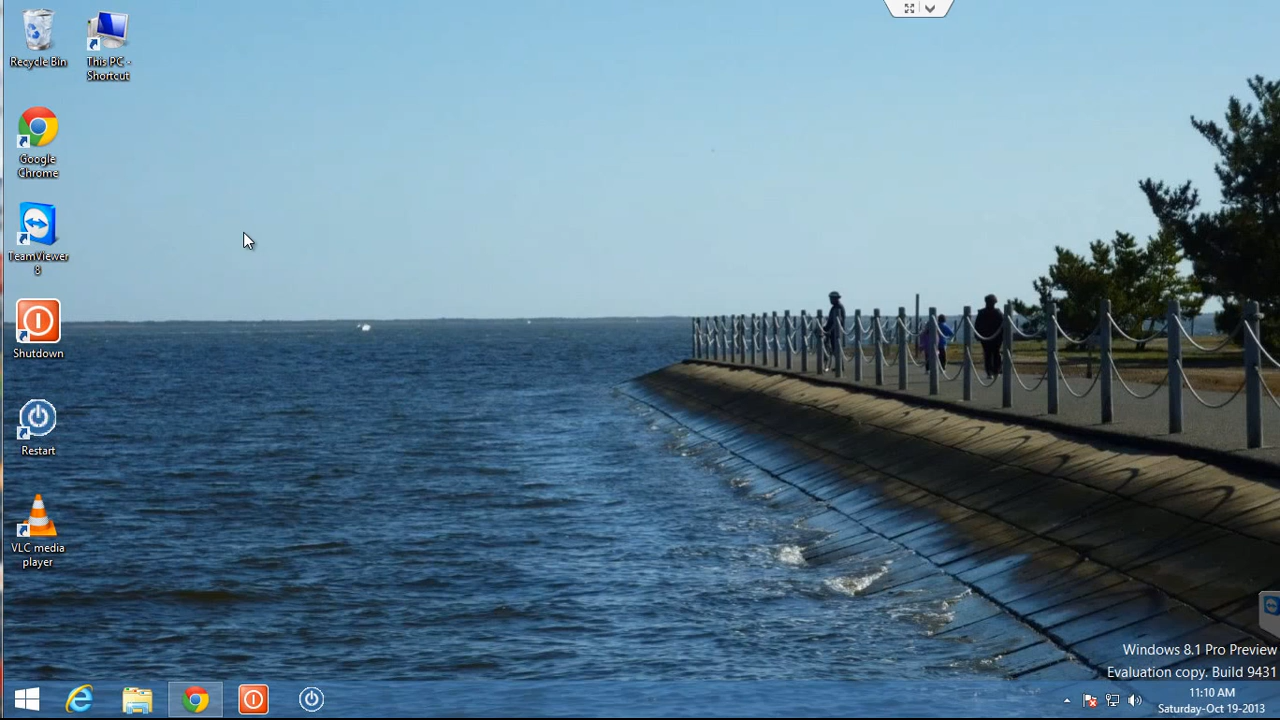 Recycle Bin
This PC -
Shortcut
Google
Chrome
TeamViewer
8
Shutdown
Restart
VLC media
player
Windows 8.1 Pro Preview
Evaluation copy. Build 9431
11:10 AM
Saturday-Oct 19-2013